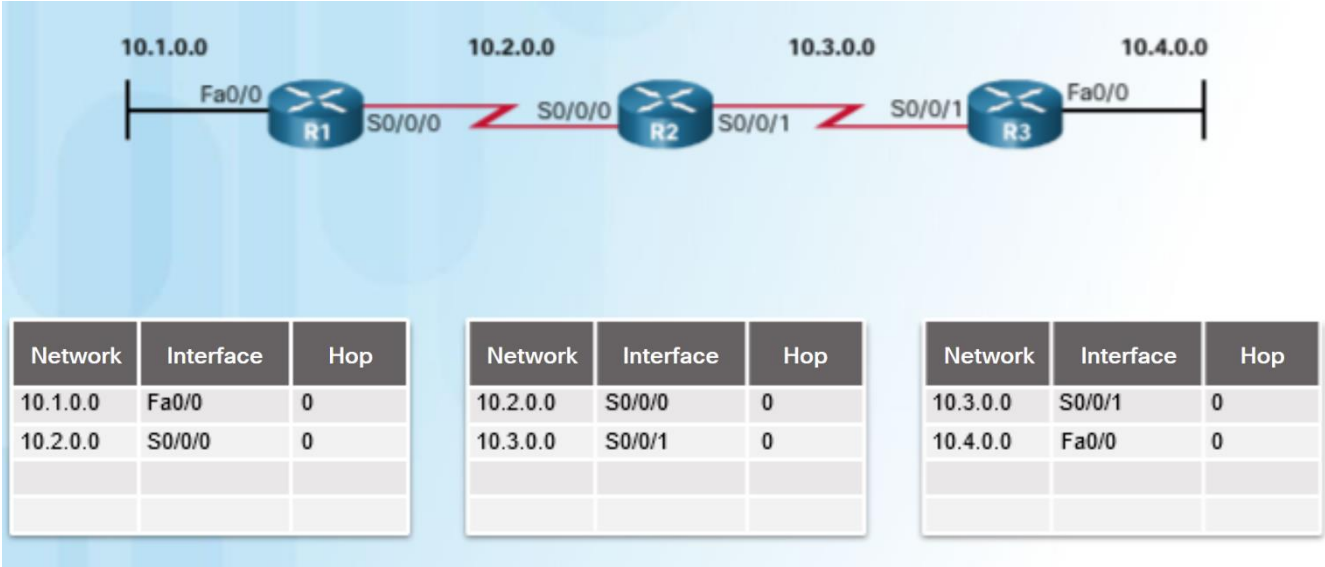 10.1.0.0 10.2.0.0 10.3.0.0 10.4.0.0
Fa0/0 R1 S0/0/0 S0/0/0 R2 S0/0/1 S0/0/1 R3 Fa0/0
Network Interface Hop
10.1.0.0 Fa0/0 0
10.2.0.0 S0/0/0 0
Network Interface Hop
10.2.0.0 S0/0/0 0
10.3.0.0 S0/0/1 0
Network Interface Hop
10.3.0.0 S0/0/1 0
10.4.0.0 Fa0/0 0